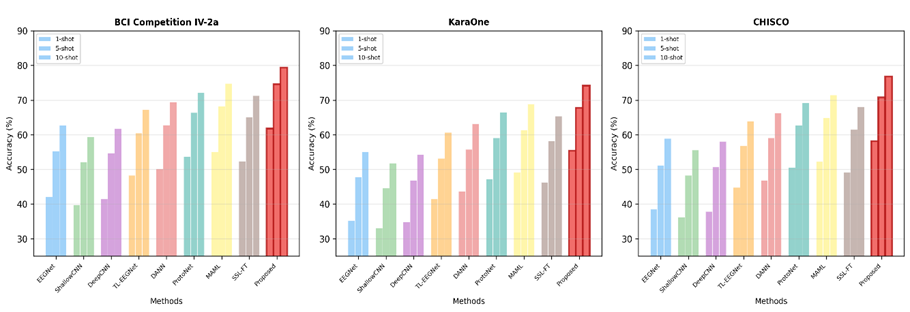 BCI Competition IV-2a
90
80
70
60
50
40
30
Accuracy (%)
1-shot
5-shot
10-shot
EEGNet
ShallowCNN
DeepCNN
TL-EEGNet
DANN
ProtoNet
MAML
SSL-FT
Proposed
Methods
KaraOne
90
80
70
60
50
40
30
Accuracy (%)
1-shot
5-shot
10-shot
EEGNet
ShallowCNN
DeepCNN
TL-EEGNet
DANN
ProtoNet
MAML
SSL-FT
Proposed
Methods
CHISCO
90
80
70
60
50
40
30
Accuracy (%)
1-shot
5-shot
10-shot
EEGNet
ShallowCNN
DeepCNN
TL-EEGNet
DANN
ProtoNet
MAML
SSL-FT
Proposed
Methods